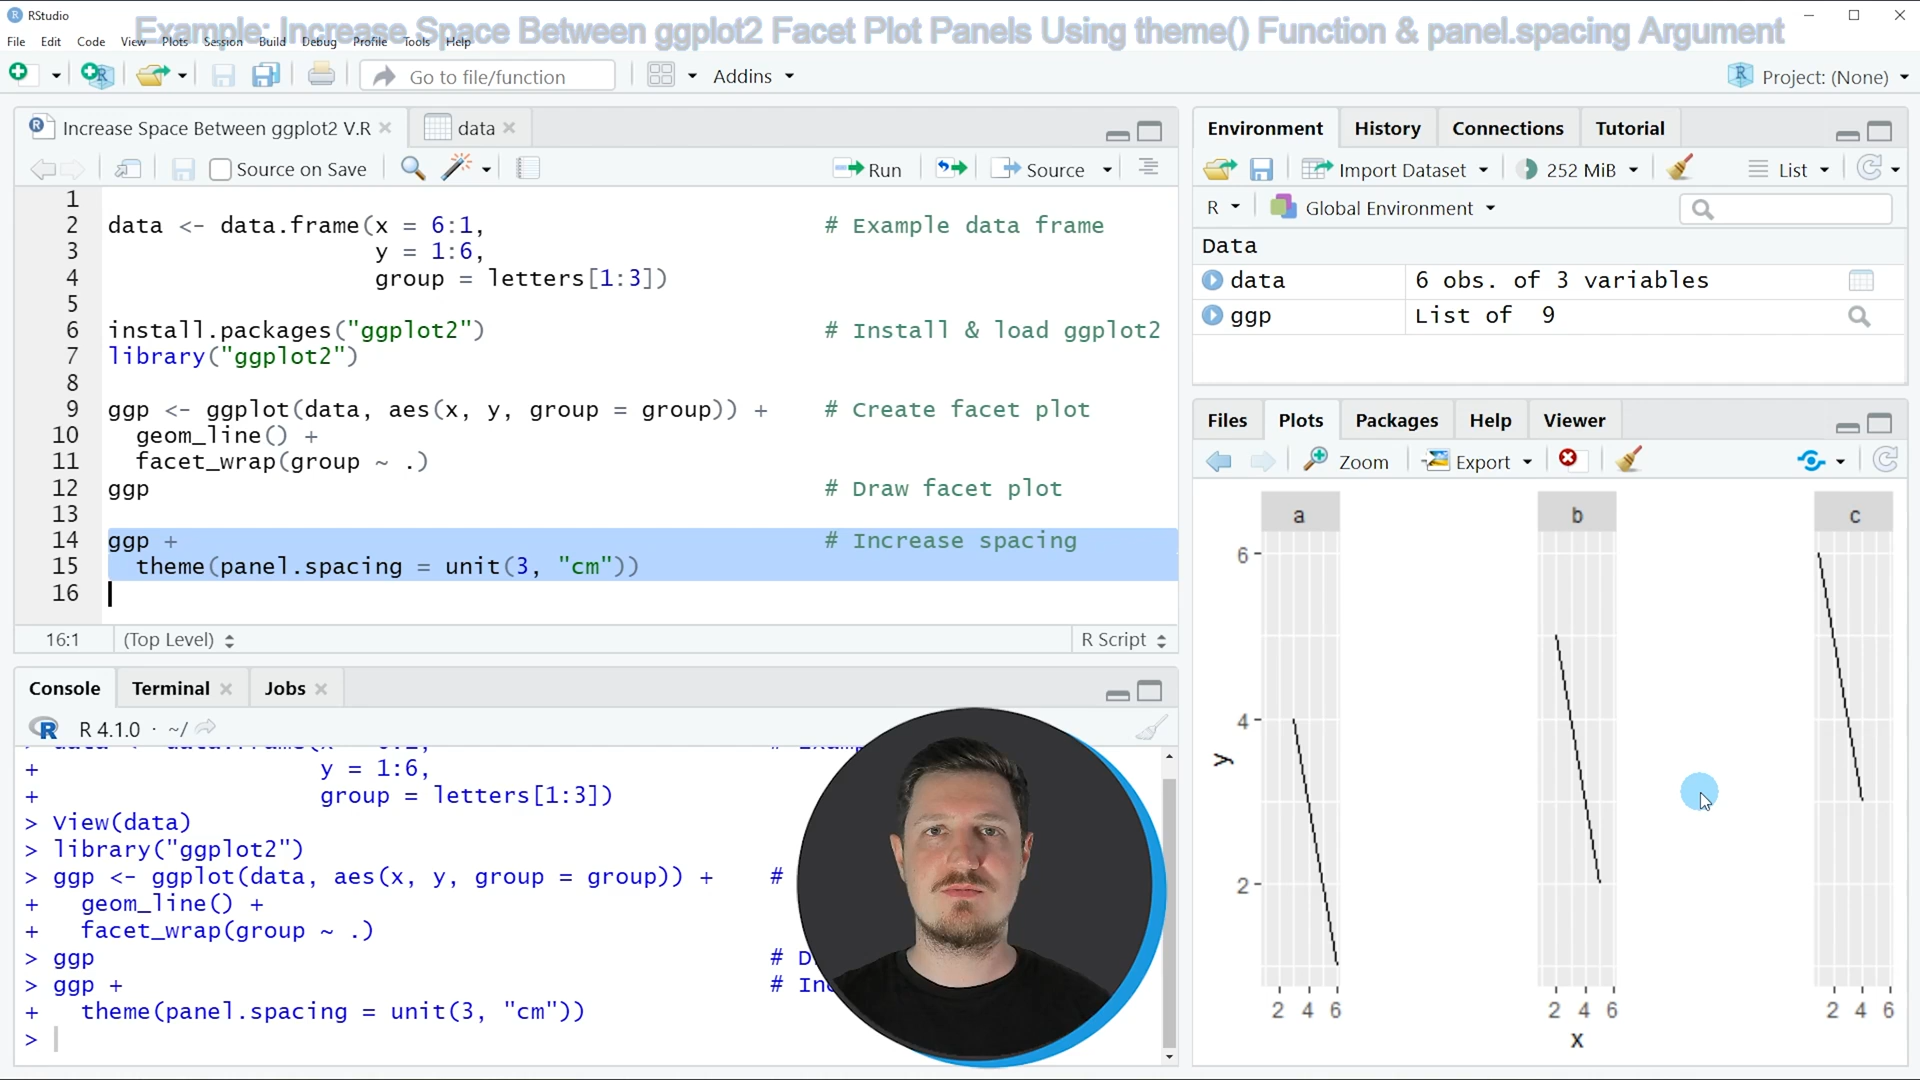 RStudio
Example: Increase Space Between ggplot2 Facet Plot Panels Using theme() Function & panel.spacing Argument
File Edit Code View Plots Session Build Debug Profile Tools Help
Go to file/function
Addins
Project: (None)
Increase Space Between ggplot2 V.R
data
Source on Save
Run
Source
1
2 data <- data.frame(x = 6:1, # Example data frame
3 y = 1:6,
4 group = letters[1:3])
5
6 install.packages("ggplot2") # Install & load ggplot2
7 library("ggplot2")
8
9 ggp <- ggplot(data, aes(x, y, group = group)) + # Create facet plot
10 geom_line() +
11 facet_wrap(group ~ .)
12 ggp # Draw facet plot
13
14 ggp + # Increase spacing
15 theme(panel.spacing = unit(3, "cm"))
16
16:1 (Top Level) R Script
Console Terminal Jobs
R 4.1.0 · ~/
+ y = 1:6,
+ group = letters[1:3])
> View(data)
> library("ggplot2")
> ggp <- ggplot(data, aes(x, y, group = group)) + #
+ geom_line() +
+ facet_wrap(group ~ .)
> ggp # D
> ggp + # In
+ theme(panel.spacing = unit(3, "cm"))
>
Environment History Connections Tutorial
Import Dataset 252 MiB List
R Global Environment
Data
data 6 obs. of 3 variables
ggp List of 9
Files Plots Packages Help Viewer
Zoom Export
a b c
6
4
2
y
2 4 6 2 4 6 2 4 6
x